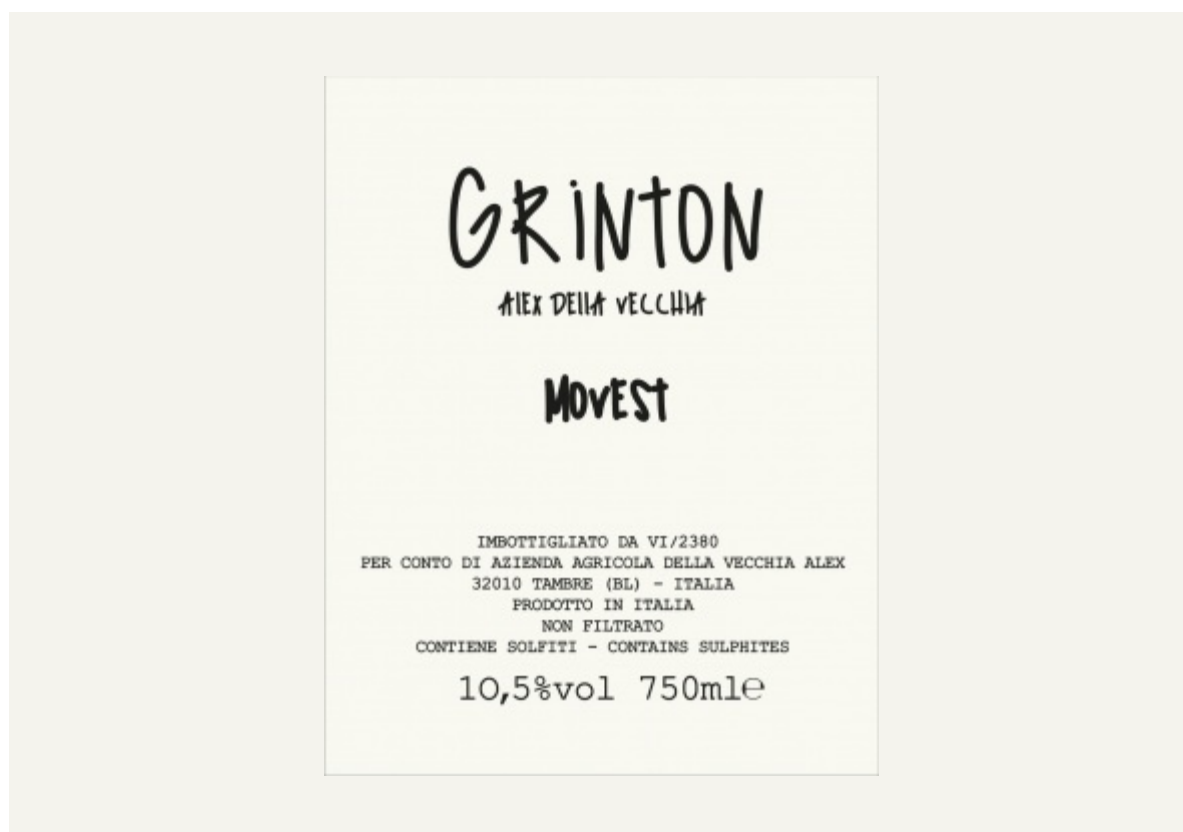 GRiNTON
ALEX DELLA VECCHIA
MOVEST
IMBOTTIGLIATO DA VI/2380
PER CONTO DI AZIENDA AGRICOLA DELLA VECCHIA ALEX
32010 TAMBRE (BL) - ITALIA
PRODOTTO IN ITALIA
NON FILTRATO
CONTIENE SOLFITI - CONTAINS SULPHITES
10,5%vol 750ml℮